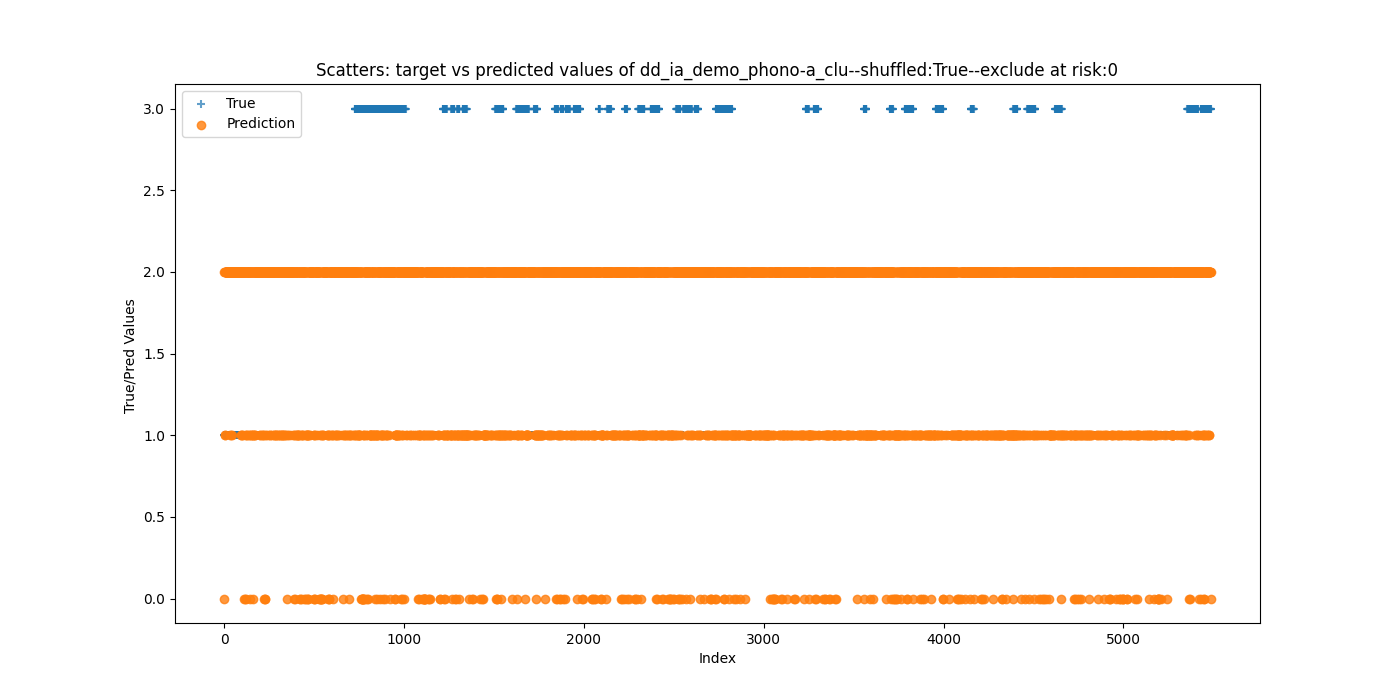 Scatters: target vs predicted values of dd_ia_demo_phono-a_clu--shuffled:True--exclude at risk:0
True
Prediction
3.0
2.5
2.0
1.5
1.0
0.5
0.0
True/Pred Values
0 1000 2000 3000 4000 5000
Index